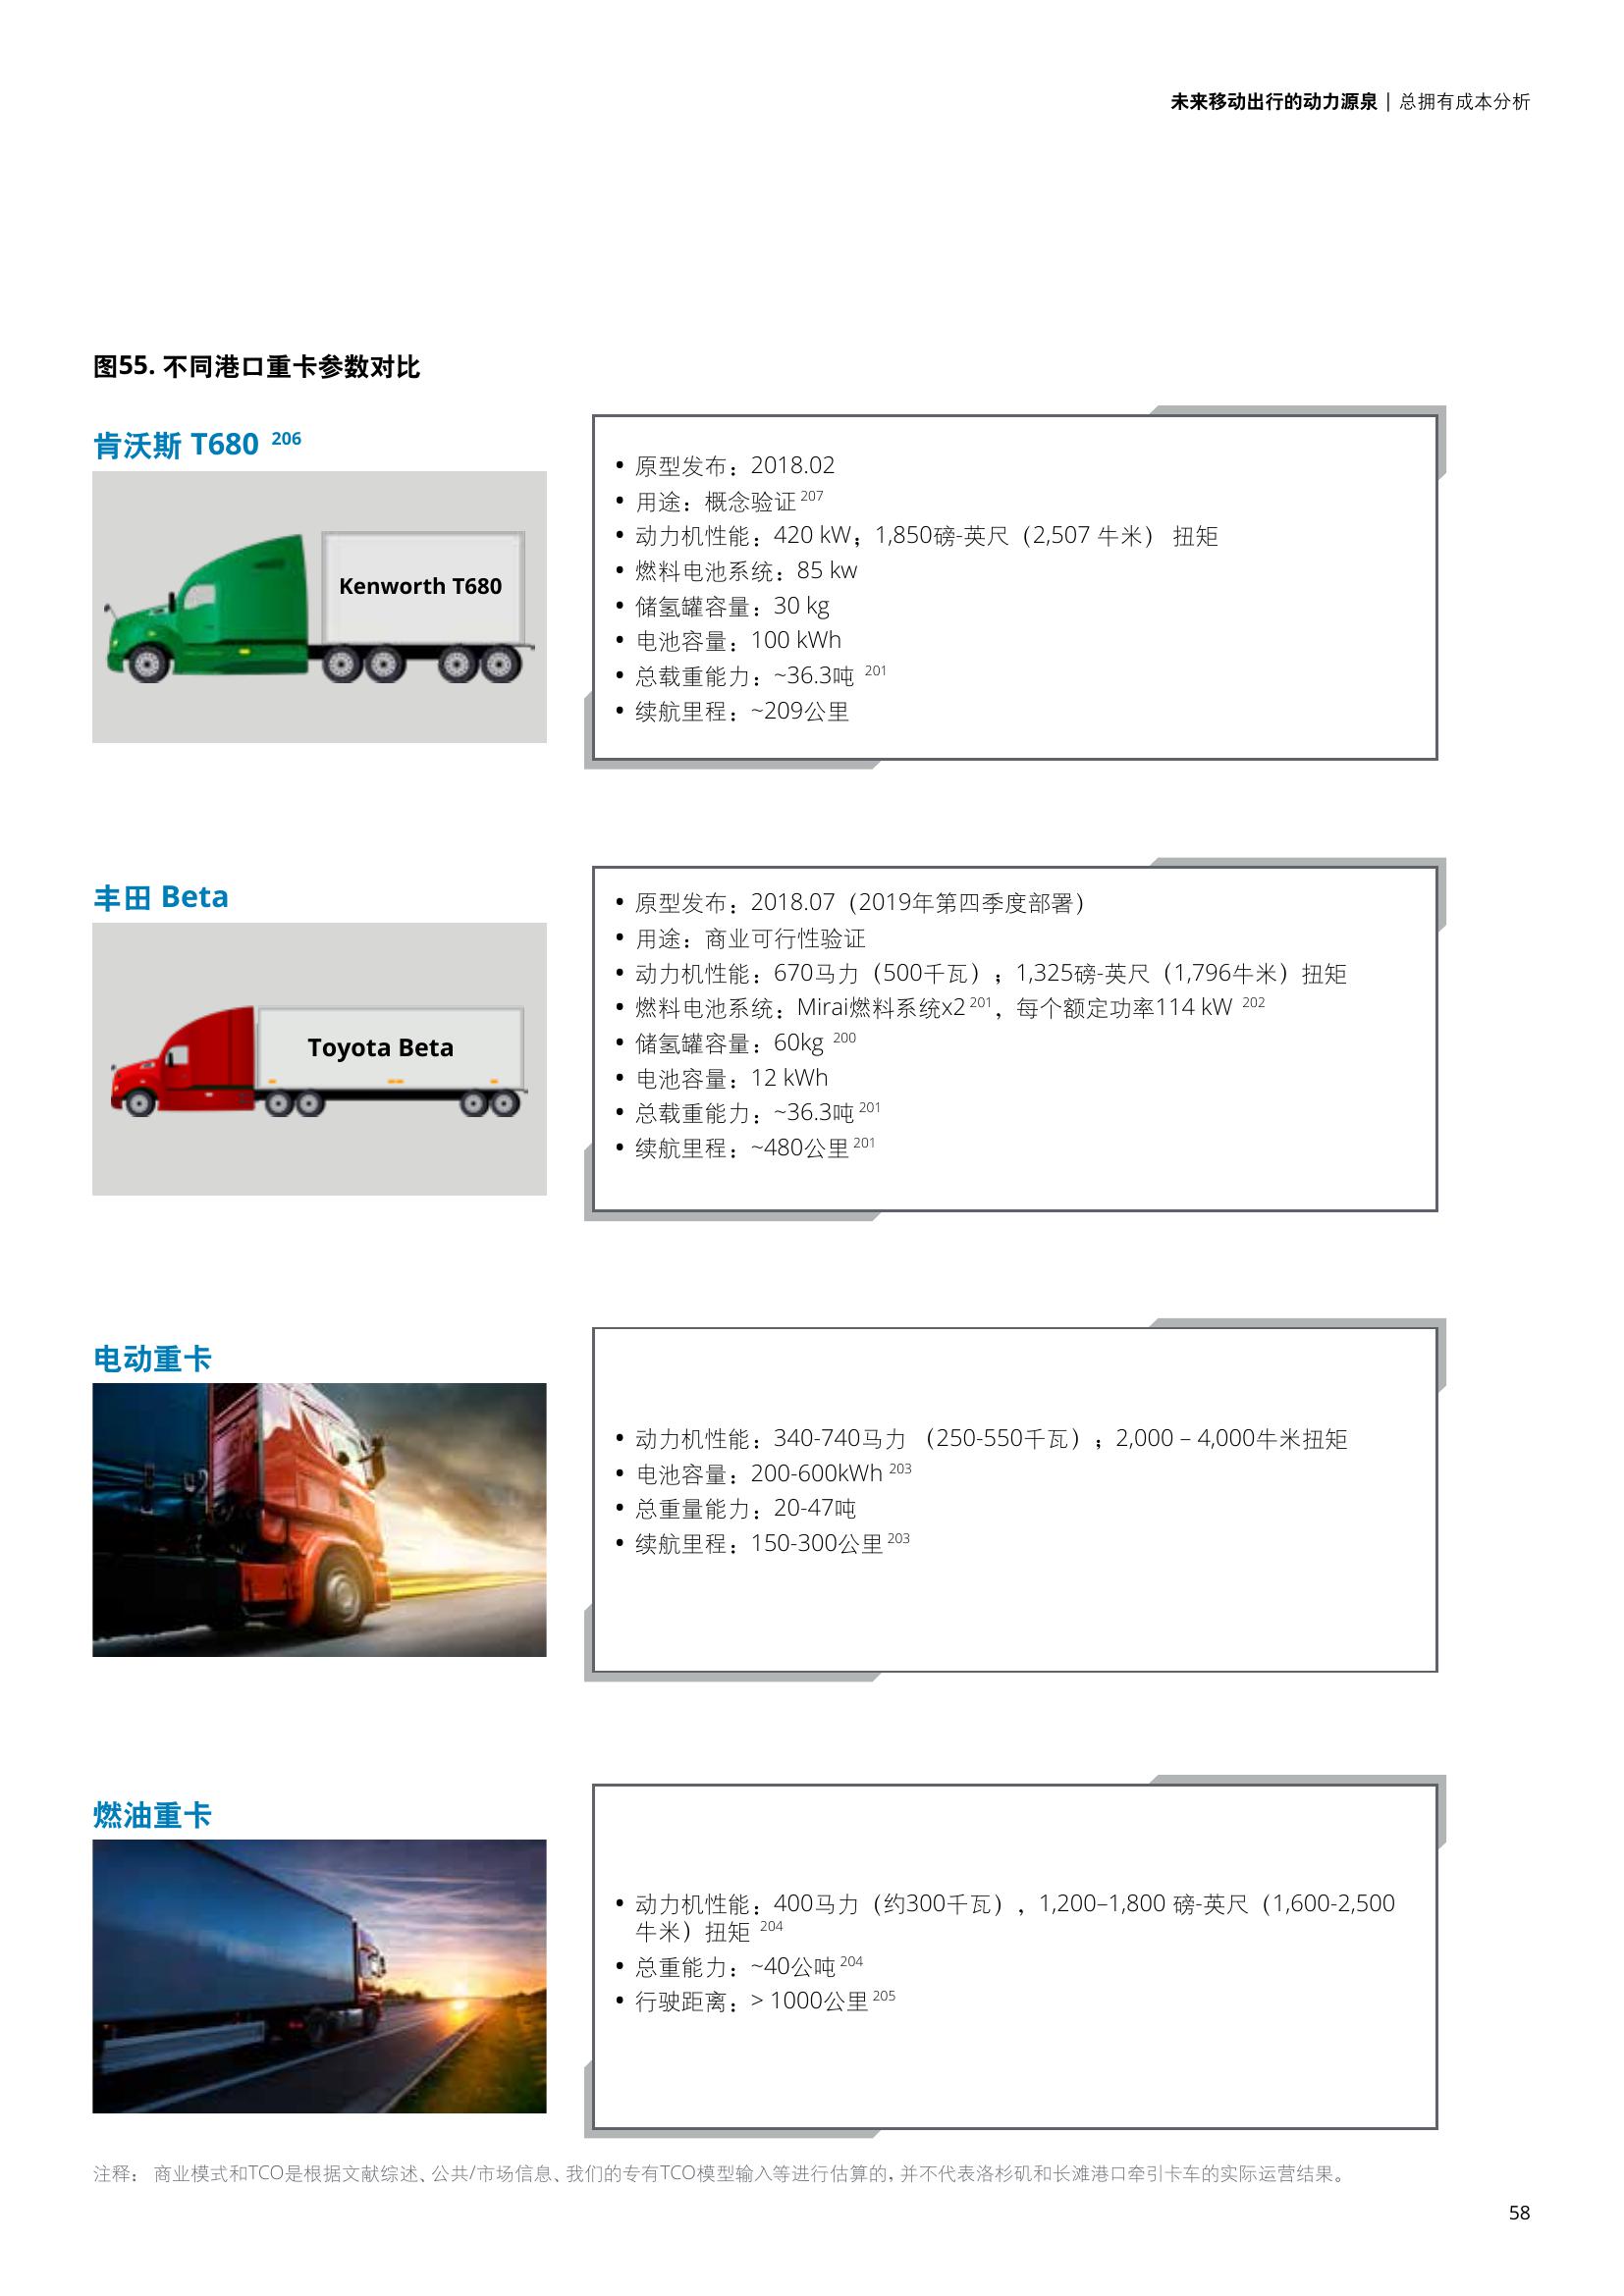 未来移动出行的动力源泉 | 总拥有成本分析
图55. 不同港口重卡参数对比
肯沃斯 T680 206
Kenworth T680
• 原型发布：2018.02
• 用途：概念验证 207
• 动力机性能：420 kW；1,850磅-英尺（2,507 牛米） 扭矩
• 燃料电池系统：85 kw
• 储氢罐容量：30 kg
• 电池容量：100 kWh
• 总载重能力：~36.3吨 201
• 续航里程：~209公里
丰田 Beta
Toyota Beta
• 原型发布：2018.07（2019年第四季度部署）
• 用途：商业可行性验证
• 动力机性能：670马力（500千瓦）；1,325磅-英尺（1,796牛米）扭矩
• 燃料电池系统：Mirai燃料系统x2 201，每个额定功率114 kW 202
• 储氢罐容量：60kg 200
• 电池容量：12 kWh
• 总载重能力：~36.3吨 201
• 续航里程：~480公里 201
电动重卡
• 动力机性能：340-740马力 （250-550千瓦）；2,000 – 4,000牛米扭矩
• 电池容量：200-600kWh 203
• 总重量能力：20-47吨
• 续航里程：150-300公里 203
燃油重卡
• 动力机性能：400马力（约300千瓦），1,200–1,800 磅-英尺（1,600-2,500
牛米）扭矩 204
• 总重能力：~40公吨 204
• 行驶距离：> 1000公里 205
注释： 商业模式和TCO是根据文献综述、公共/市场信息、我们的专有TCO模型输入等进行估算的，并不代表洛杉矶和长滩港口牵引卡车的实际运营结果。
58